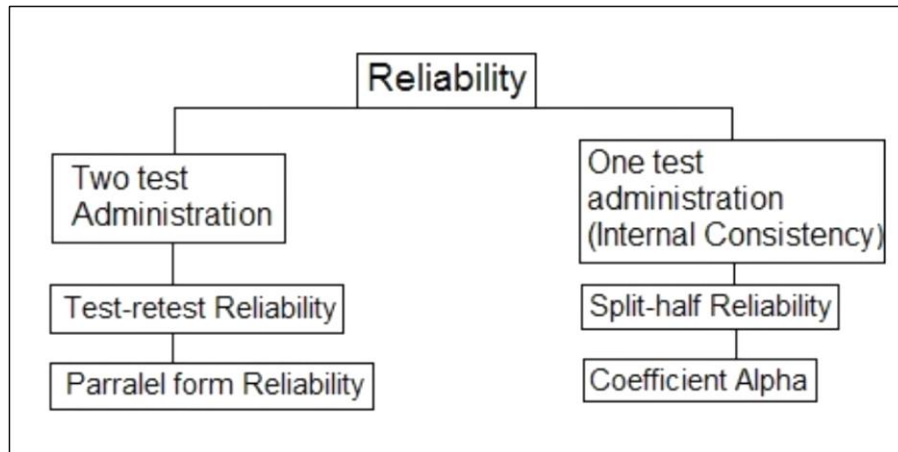 Reliability
Two test
Administration
One test
administration
(Internal Consistency)
Test-retest Reliability
Split-half Reliability
Parralel form Reliability
Coefficient Alpha